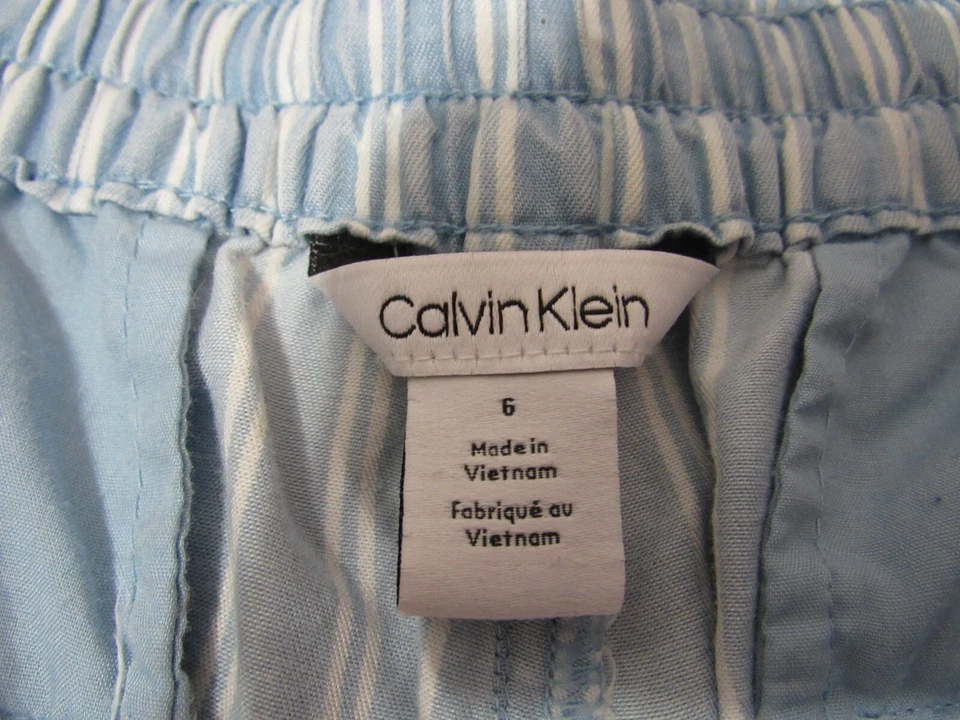 Calvin Klein
6
Made in
Vietnam
Fabriqué au
Vietnam